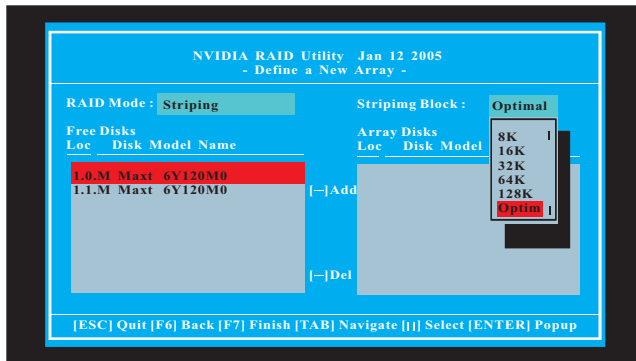 NVIDIA RAID Utility Jan 12 2005
- Define a New Array -
RAID Mode : Striping
Stripimg Block : Optimal
Free Disks
Loc Disk Model Name
Array Disks
Loc Disk Model
8K
16K
32K
64K
128K
Optim
1.0.M Maxt 6Y120M0
1.1.M Maxt 6Y120M0
[–]Add
[–]Del
[ESC] Quit [F6] Back [F7] Finish [TAB] Navigate [||] Select [ENTER] Popup